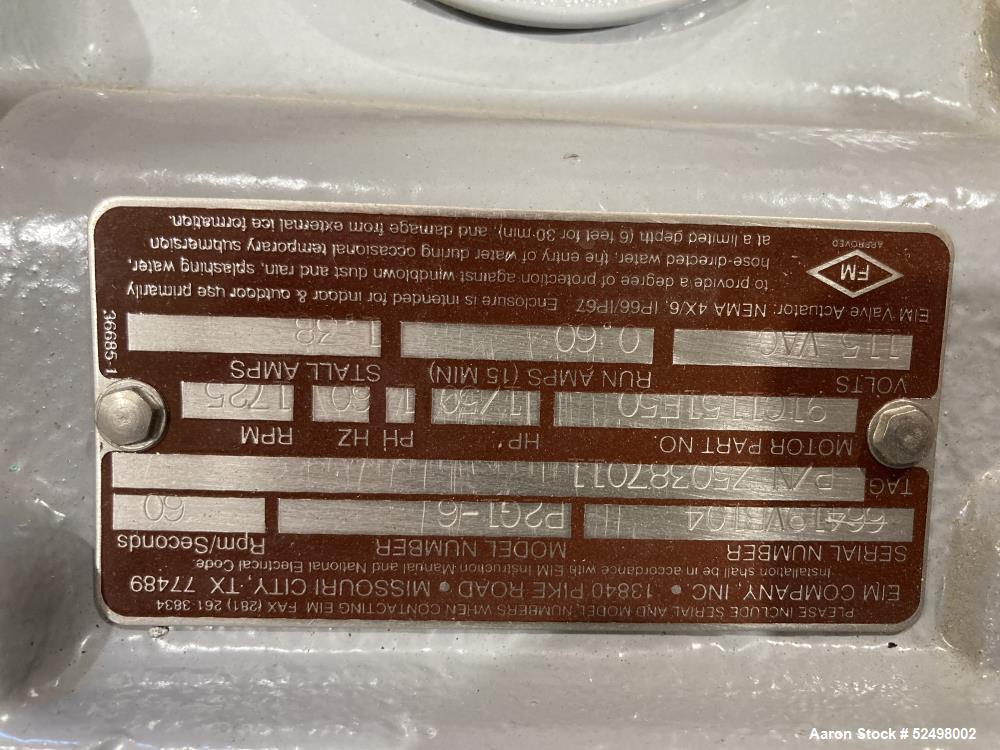 PLEASE INCLUDE SERIAL AND MODEL NUMBERS WHEN CONTACTING EIM. FAX (281) 261-3834
EIM COMPANY, INC. • 13840 PIKE ROAD • MISSOURI CITY, TX 77489
Installation shall be in accordance with EIM Instruction Manual and National Electrical Code.
SERIAL NUMBER MODEL NUMBER Rpm/Seconds
P2G1-6 60
TAG P/N 750387011
MOTOR PART NO. HP PH HZ RPM
1/50 1 60 1725
VOLTS RUN AMPS (15 MIN) STALL AMPS
115 VAC 0.60 1.38
EIM Valve Actuator: NEMA 4X/6, IP66/IP67 Enclosure is intended for indoor & outdoor use primarily
to provide a degree of protection against windblown dust and rain, splashing water,
hose-directed water, the entry of water during occasional temporary submersion
at a limited depth (6 feet for 30 min), and damage from external ice formation.
FM
APPROVED
36685-1
Aaron Stock # 52498002